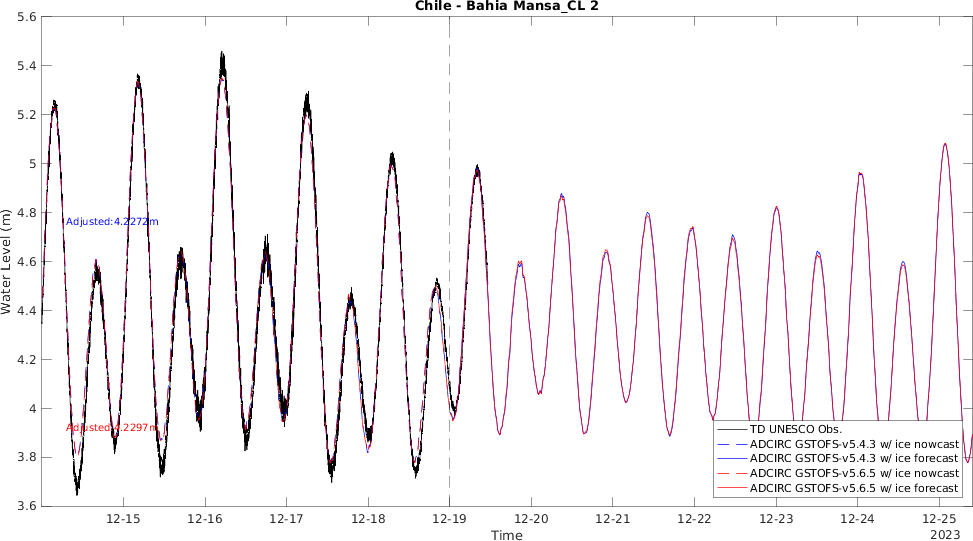 Chile - Bahia Mansa_CL 2
5.6
5.4
5.2
5
4.8
4.6
4.4
4.2
4
3.8
3.6
Water Level (m)
Adjusted:4.2272m
Adjusted:4.2297m
TD UNESCO Obs.
ADCIRC GSTOFS-v5.4.3 w/ ice nowcast
ADCIRC GSTOFS-v5.4.3 w/ ice forecast
ADCIRC GSTOFS-v5.6.5 w/ ice nowcast
ADCIRC GSTOFS-v5.6.5 w/ ice forecast
12-15 12-16 12-17 12-18 12-19 12-20 12-21 12-22 12-23 12-24 12-25
Time
2023